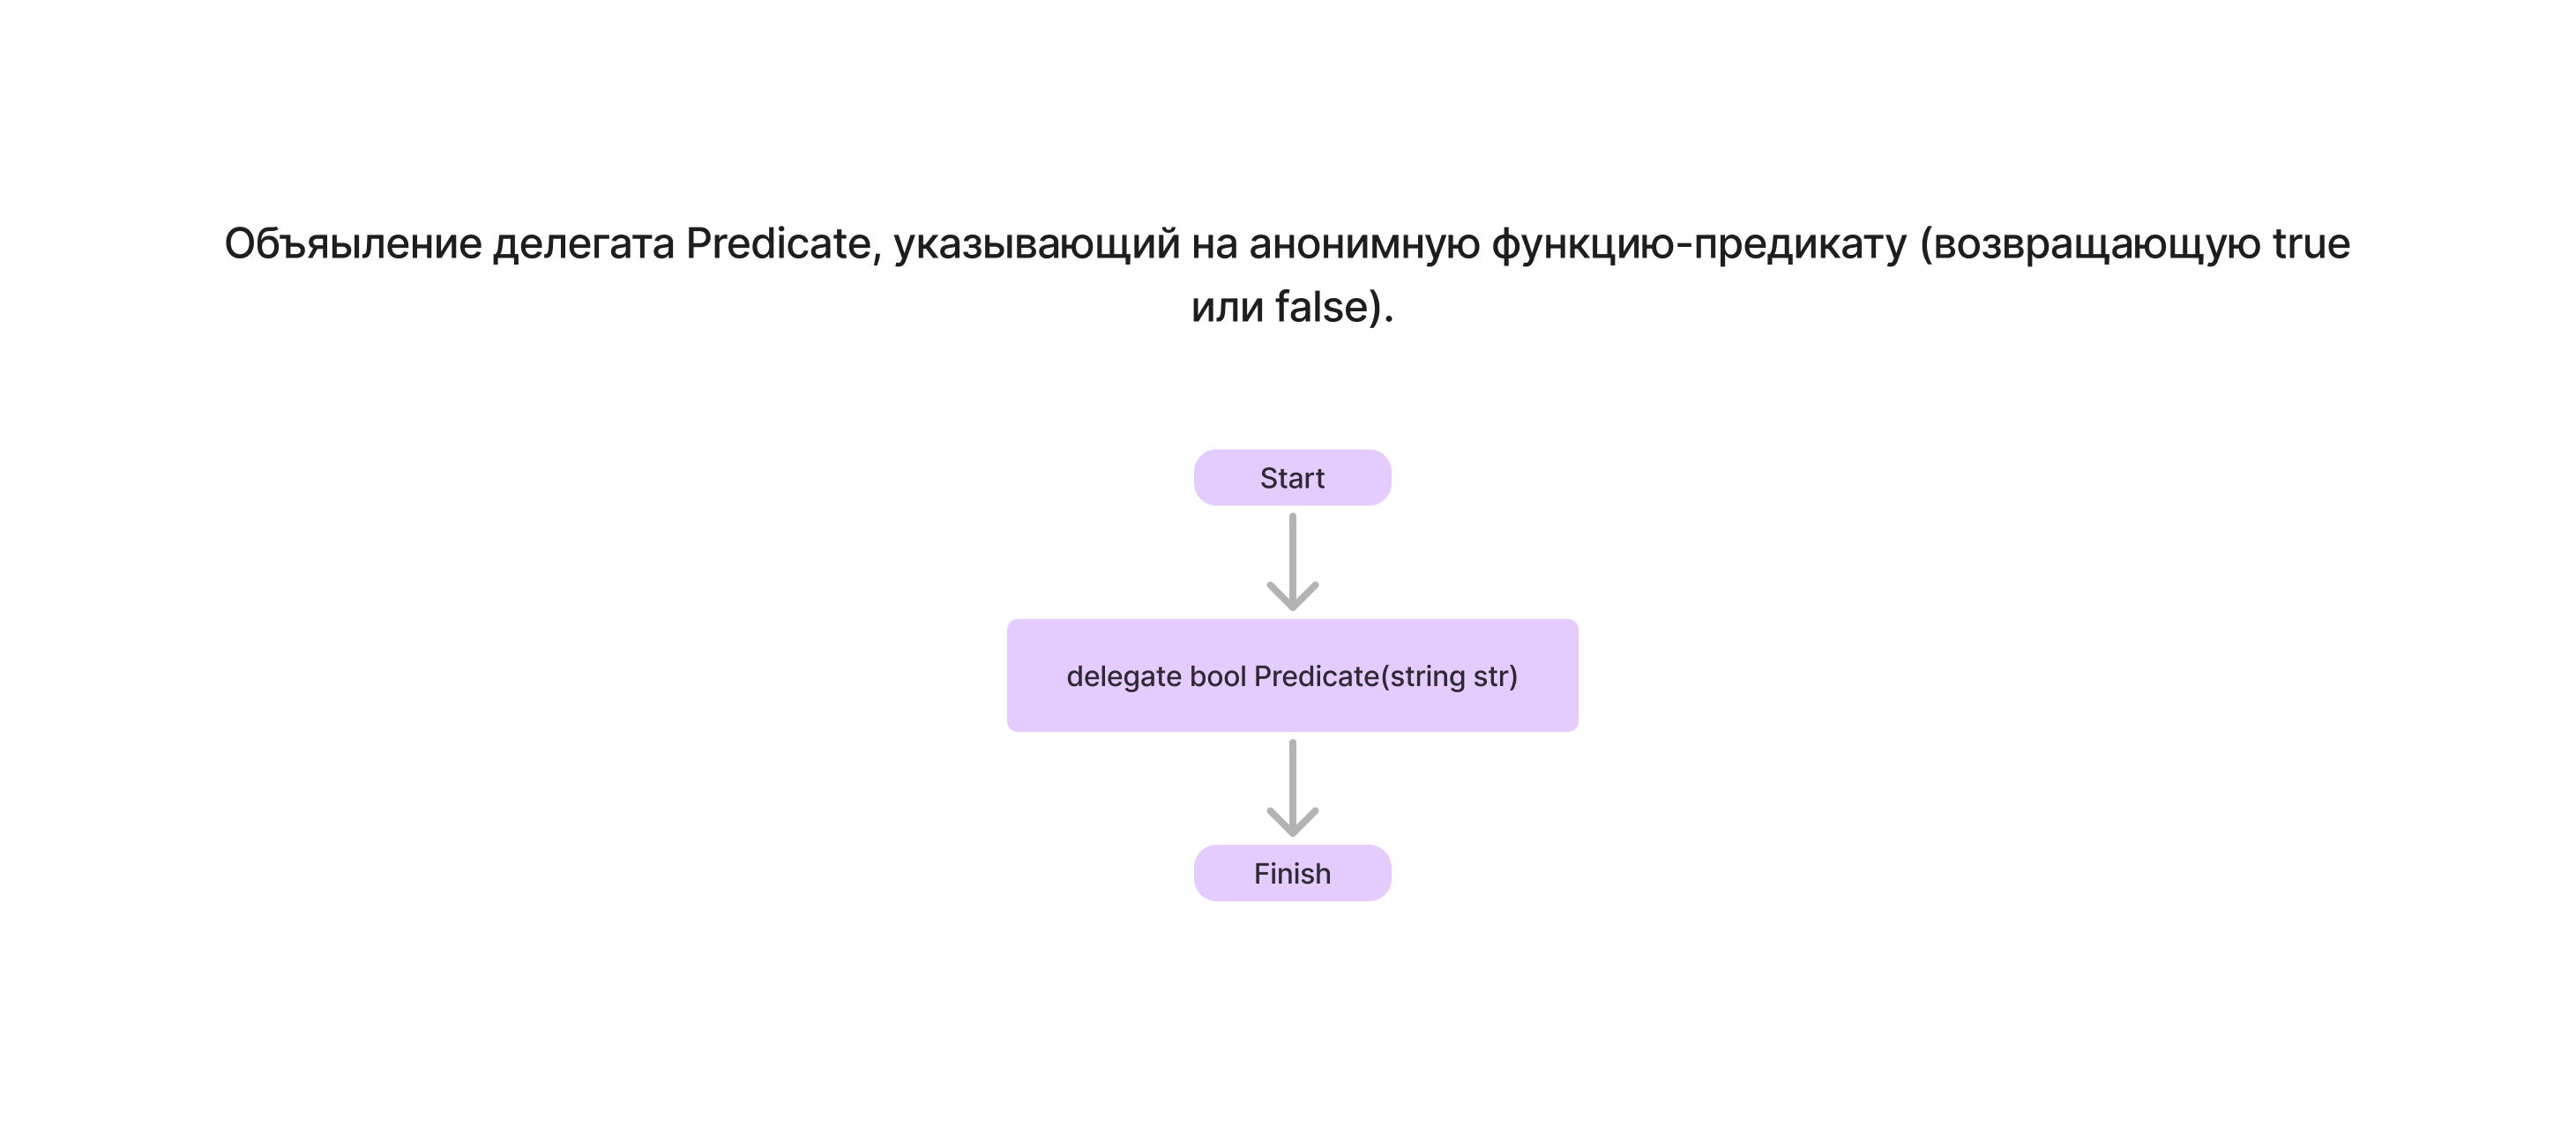 Объяыление делегата Predicate, указывающий на анонимную функцию-предикату (возвращающую true
или false).
Start
delegate bool Predicate(string str)
Finish